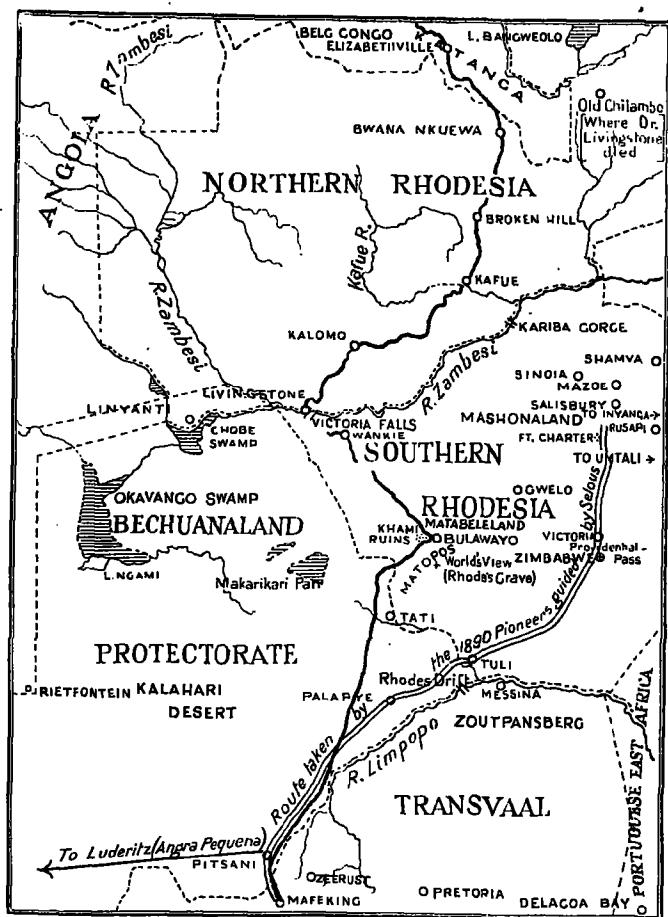 R Zambesi
BELG CONGO
ELIZABETHVILLE
KATANGA
L. BANGWEOLO
Old Chilambo
Where Dr.
Livingstone
died
ANGOLA
BWANA NKUEWA
NORTHERN RHODESIA
BROKEN HILL
Kafue R.
KAFUE
R. Zambesi
KALOMO
KARIBA GORGE
R. Zambesi
SHAMVA
SINOIA
MAZOE
LIVINGSTONE
LINYANTI
SALISBURY
VICTORIA FALLS
MASHONALAND
TO INYANGA
RUSAPI
CHOBE
SWAMP
WANKIE
FT. CHARTER
SOUTHERN
RHODESIA
TO UMTALI
OKAVANGO SWAMP
GWELO
BECHUANALAND
PROTECTORATE
KHAMI
RUINS
MATABELELAND
BULAWAYO
VICTORIA
Providential
Pass
ZIMBABWE
MATOPOS
World's View
(Rhode's Grave)
L. NGAMI
Makarikari Pan
TATI
Route taken by the 1890 Pioneers guided by Selous
TULI
Rhodes Drift
MESSINA
RIETFONTEIN
KALAHARI
DESERT
PALAPYE
ZOUTPANSBERG
R. Limpopo
TRANSVAAL
PORTUGUESE EAST AFRICA
To Luderitz (Angra Pequena)
PITSANI
ZEERUST
MAFEKING
PRETORIA
DELAGOA BAY